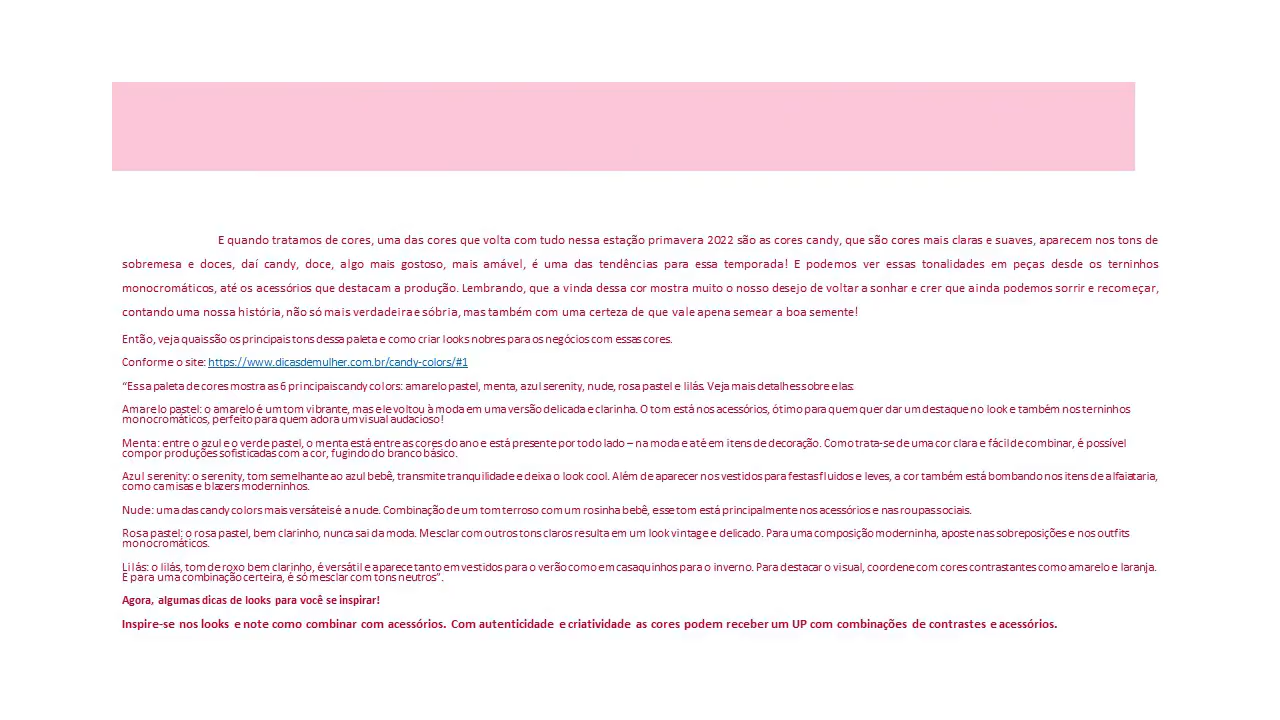 E quando tratamos de cores, uma das cores que volta com tudo nessa estação primavera 2022 são as cores candy, que são cores mais claras e suaves, aparecem nos tons de
sobremesa e doces, daí candy, doce, algo mais gostoso, mais amável, é uma das tendências para essa temporada! E podemos ver essas tonalidades em peças desde os terninhos
monocromáticos, até os acessórios que destacam a produção. Lembrando, que a vinda dessa cor mostra muito o nosso desejo de voltar a sonhar e crer que ainda podemos sorrir e recomeçar,
contando uma nossa história, não só mais verdadeira e sóbria, mas também com uma certeza de que vale apena semear a boa semente!
Então, veja quais são os principais tons dessa paleta e como criar looks nobres para os negócios com essas cores.
Conforme o site: https://www.dicasdemulher.com.br/candy-colors/#1
“Essa paleta de cores mostra as 6 principais candy colors: amarelo pastel, menta, azul serenity, nude, rosa pastel e lilás. Veja mais detalhes sobre elas:
Amarelo pastel: o amarelo é um tom vibrante, mas ele voltou à moda em uma versão delicada e clarinha. O tom está nos acessórios, ótimo para quem quer dar um destaque no look e também nos terninhos
monocromáticos, perfeito para quem adora um visual audacioso!
Menta: entre o azul e o verde pastel, o menta está entre as cores do ano e está presente por todo lado – na moda e até em itens de decoração. Como trata-se de uma cor clara e fácil de combinar, é possível
compor produções sofisticadas com a cor, fugindo do branco básico.
Azul serenity: o serenity, tom semelhante ao azul bebê, transmite tranquilidade e deixa o look cool. Além de aparecer nos vestidos para festas fluidos e leves, a cor também está bombando nos itens de alfaiataria,
como camisas e blazers moderninhos.
Nude: uma das candy colors mais versáteis é a nude. Combinação de um tom terroso com um rosinha bebê, esse tom está principalmente nos acessórios e nas roupas sociais.
Rosa pastel: o rosa pastel, bem clarinho, nunca sai da moda. Mesclar com outros tons claros resulta em um look vintage e delicado. Para uma composição moderninha, aposte nas sobreposições e nos outfits
monocromáticos.
Lilás: o lilás, tom de roxo bem clarinho, é versátil e aparece tanto em vestidos para o verão como em casaquinhos para o inverno. Para destacar o visual, coordene com cores contrastantes como amarelo e laranja.
E para uma combinação certeira, é só mesclar com tons neutros”.
Agora, algumas dicas de looks para você se inspirar!
Inspire-se nos looks e note como combinar com acessórios. Com autenticidade e criatividade as cores podem receber um UP com combinações de contrastes e acessórios.